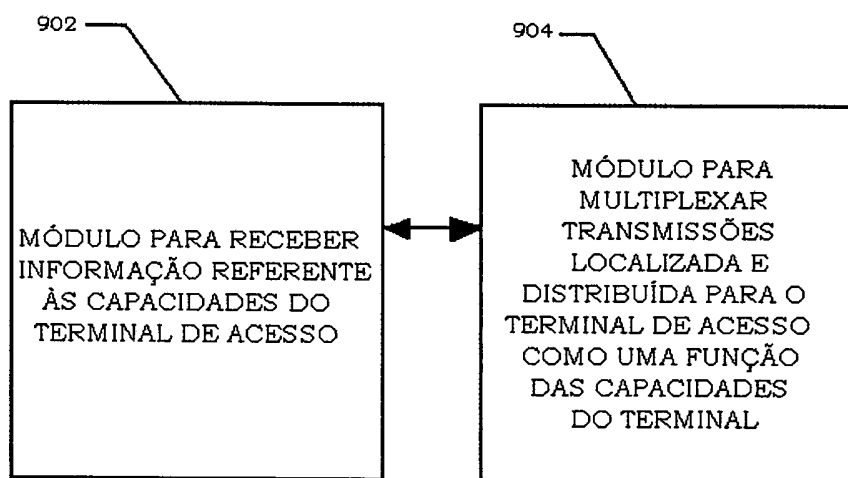 902
904
MÓDULO PARA RECEBER
INFORMAÇÃO REFERENTE
ÀS CAPACIDADES DO
TERMINAL DE ACESSO
MÓDULO PARA
MULTIPLEXAR
TRANSMISSÕES
LOCALIZADA E
DISTRIBUÍDA PARA O
TERMINAL DE ACESSO
COMO UMA FUNÇÃO
DAS CAPACIDADES
DO TERMINAL